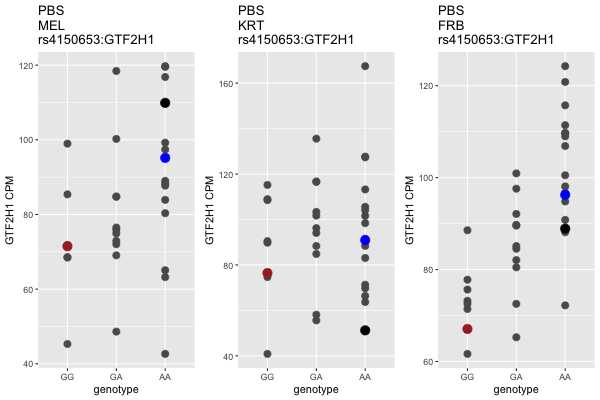 PBS
MEL
rs4150653:GTF2H1
GTF2H1 CPM
120
100
80
60
40
GG
GA
AA
genotype
PBS
KRT
rs4150653:GTF2H1
GTF2H1 CPM
160
120
80
40
GG
GA
AA
genotype
PBS
FRB
rs4150653:GTF2H1
GTF2H1 CPM
120
100
80
60
GG
GA
AA
genotype